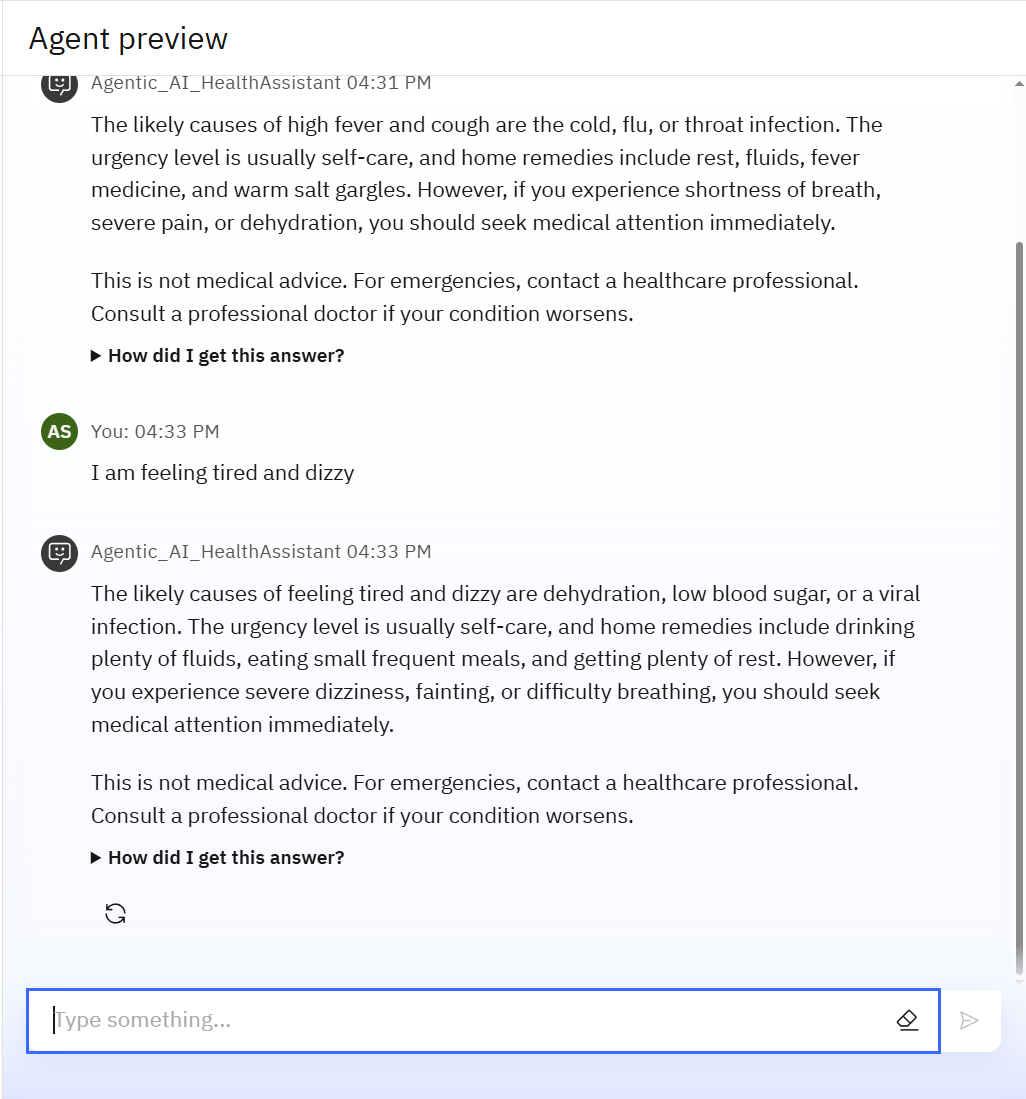 Agent preview
Agentic_AI_HealthAssistant 04:31 PM
The likely causes of high fever and cough are the cold, flu, or throat infection. The
urgency level is usually self-care, and home remedies include rest, fluids, fever
medicine, and warm salt gargles. However, if you experience shortness of breath,
severe pain, or dehydration, you should seek medical attention immediately.
This is not medical advice. For emergencies, contact a healthcare professional.
Consult a professional doctor if your condition worsens.
How did I get this answer?
AS
You: 04:33 PM
I am feeling tired and dizzy
Agentic_AI_HealthAssistant 04:33 PM
The likely causes of feeling tired and dizzy are dehydration, low blood sugar, or a viral
infection. The urgency level is usually self-care, and home remedies include drinking
plenty of fluids, eating small frequent meals, and getting plenty of rest. However, if
you experience severe dizziness, fainting, or difficulty breathing, you should seek
medical attention immediately.
This is not medical advice. For emergencies, contact a healthcare professional.
Consult a professional doctor if your condition worsens.
How did I get this answer?
Type something...